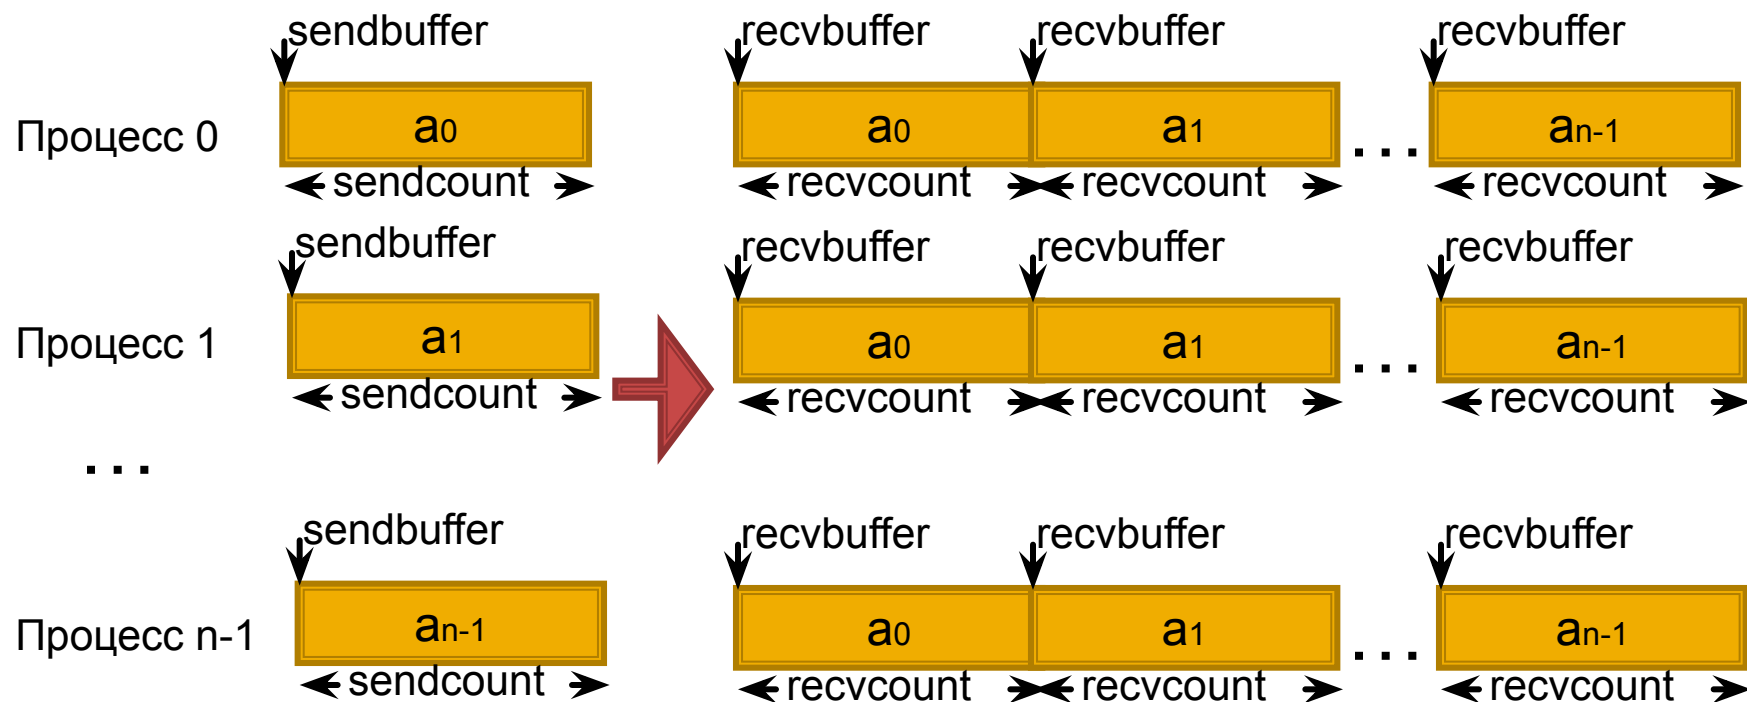 sendbuffer recvbuffer recvbuffer recvbuffer
Процесс 0 a0 a0 a1 ... an-1
sendcount recvcount recvcount recvcount
sendbuffer recvbuffer recvbuffer recvbuffer
Процесс 1 a1 a0 a1 ... an-1
sendcount recvcount recvcount recvcount
...
sendbuffer recvbuffer recvbuffer recvbuffer
Процесс n-1 an-1 a0 a1 ... an-1
sendcount recvcount recvcount recvcount